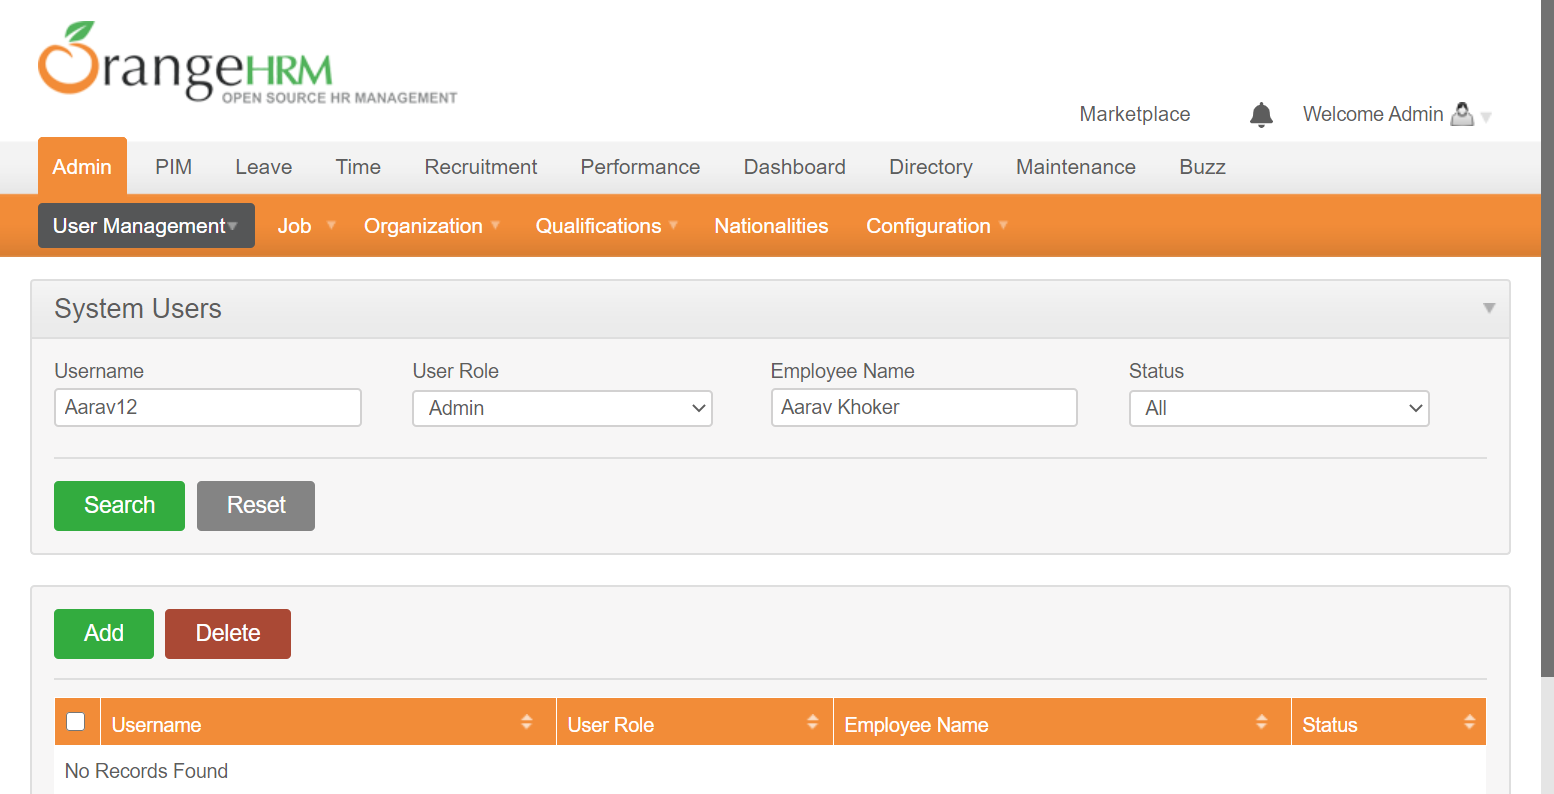 OrangeHRM
OPEN SOURCE HR MANAGEMENT
Marketplace Welcome Admin
Admin PIM Leave Time Recruitment Performance Dashboard Directory Maintenance Buzz
User Management Job Organization Qualifications Nationalities Configuration
System Users
Username User Role Employee Name Status
Aarav12 Admin Aarav Khoker All
Search Reset
Add Delete
Username User Role Employee Name Status
No Records Found